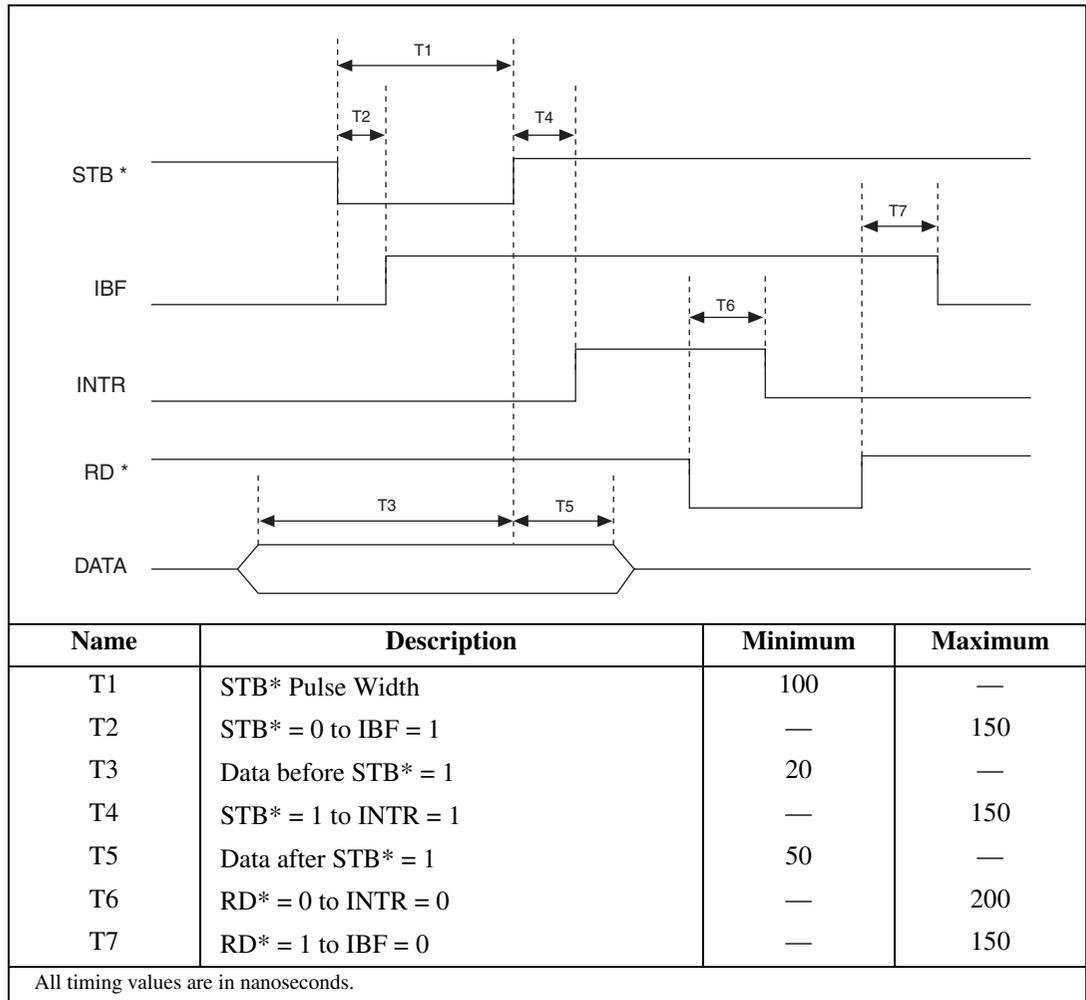 T1
T2 T4
STB *
T7
IBF
T6
INTR
RD *
T3 T5
DATA
Name Description Minimum Maximum
T1 STB* Pulse Width 100 —
T2 STB* = 0 to IBF = 1 — 150
T3 Data before STB* = 1 20 —
T4 STB* = 1 to INTR = 1 — 150
T5 Data after STB* = 1 50 —
T6 RD* = 0 to INTR = 0 — 200
T7 RD* = 1 to IBF = 0 — 150
All timing values are in nanoseconds.